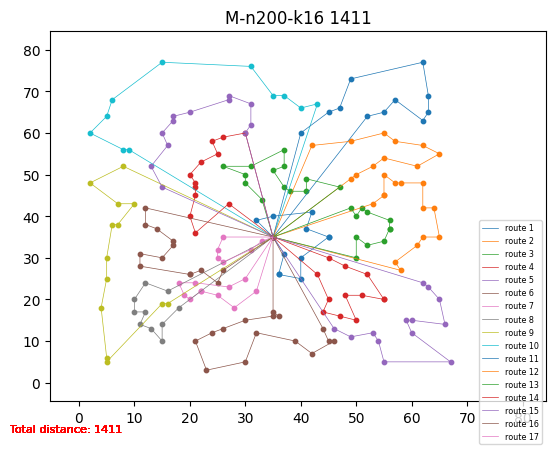 M-n200-k16 1411
80
70
60
50
40
30
20
10
0
0 10 20 30 40 50 60 70 80
route 1
route 2
route 3
route 4
route 5
route 6
route 7
route 8
route 9
route 10
route 11
route 12
route 13
route 14
route 15
route 16
route 17
Total distance: 1411